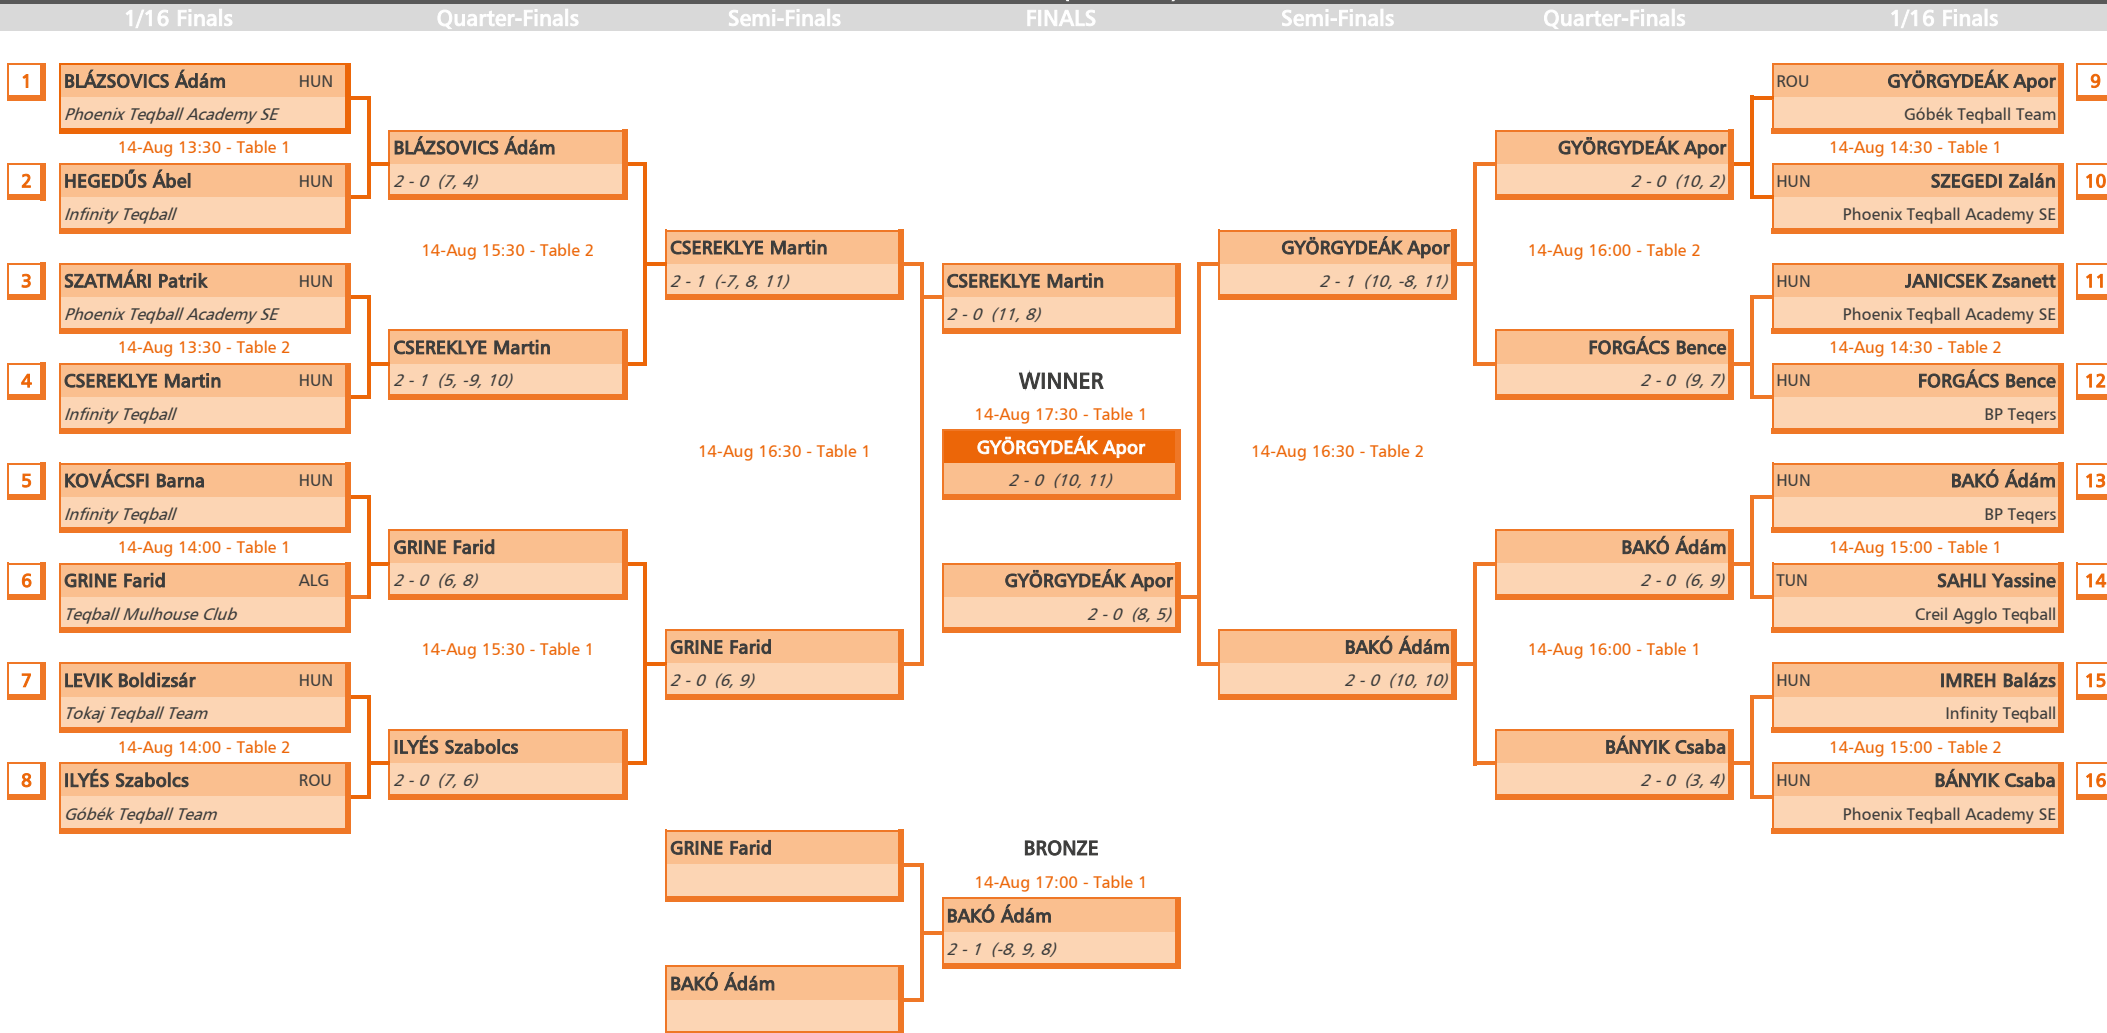 1/16 Finals Quarter-Finals Semi-Finals FINALS Semi-Finals Quarter-Finals 1/16 Finals
1 BLÁZSOVICS Ádám HUN
Phoenix Teqball Academy SE
14-Aug 13:30 - Table 1
2 HEGEDŰS Ábel HUN
Infinity Teqball
3 SZATMÁRI Patrik HUN
Phoenix Teqball Academy SE
14-Aug 13:30 - Table 2
4 CSEREKLYE Martin HUN
Infinity Teqball
5 KOVÁCSFI Barna HUN
Infinity Teqball
14-Aug 14:00 - Table 1
6 GRINE Farid ALG
Teqball Mulhouse Club
7 LEVIK Boldizsár HUN
Tokaj Teqball Team
14-Aug 14:00 - Table 2
8 ILYÉS Szabolcs ROU
Góbék Teqball Team
BLÁZSOVICS Ádám
2 - 0 (7, 4)
14-Aug 15:30 - Table 2
CSEREKLYE Martin
2 - 1 (5, -9, 10)
GRINE Farid
2 - 0 (6, 8)
14-Aug 15:30 - Table 1
ILYÉS Szabolcs
2 - 0 (7, 6)
CSEREKLYE Martin
2 - 1 (-7, 8, 11)
14-Aug 16:30 - Table 1
GRINE Farid
2 - 0 (6, 9)
CSEREKLYE Martin
2 - 0 (11, 8)
WINNER
14-Aug 17:30 - Table 1
GYÖRGYDEÁK Apor
2 - 0 (10, 11)
GYÖRGYDEÁK Apor
2 - 0 (8, 5)
GYÖRGYDEÁK Apor
2 - 1 (10, -8, 11)
14-Aug 16:30 - Table 2
BAKÓ Ádám
2 - 0 (10, 10)
GYÖRGYDEÁK Apor
2 - 0 (10, 2)
14-Aug 16:00 - Table 2
FORGÁCS Bence
2 - 0 (9, 7)
BAKÓ Ádám
2 - 0 (6, 9)
14-Aug 16:00 - Table 1
BÁNYIK Csaba
2 - 0 (3, 4)
ROU GYÖRGYDEÁK Apor 9
Góbék Teqball Team
14-Aug 14:30 - Table 1
HUN SZEGEDI Zalán 10
Phoenix Teqball Academy SE
HUN JANICSEK Zsanett 11
Phoenix Teqball Academy SE
14-Aug 14:30 - Table 2
HUN FORGÁCS Bence 12
BP Teqers
HUN BAKÓ Ádám 13
BP Teqers
14-Aug 15:00 - Table 1
TUN SAHLI Yassine 14
Creil Agglo Teqball
HUN IMREH Balázs 15
Infinity Teqball
14-Aug 15:00 - Table 2
HUN BÁNYIK Csaba 16
Phoenix Teqball Academy SE
GRINE Farid
BAKÓ Ádám
BRONZE
14-Aug 17:00 - Table 1
BAKÓ Ádám
2 - 1 (-8, 9, 8)